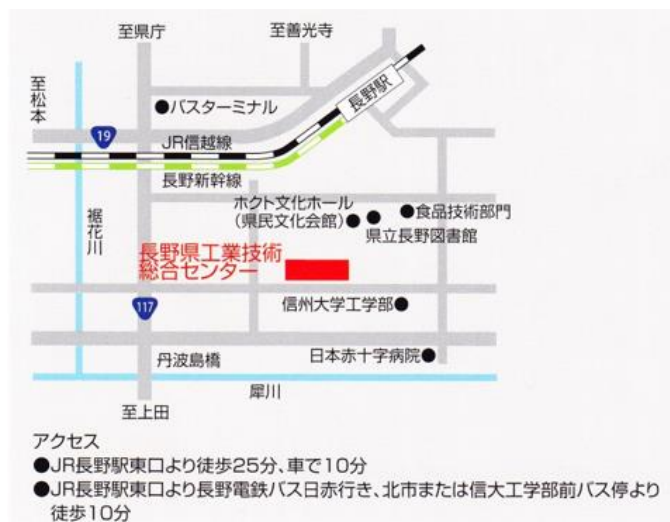 至県庁
至善光寺
至松本
長野駅
バスターミナル
19
JR信越線
長野新幹線
ホクト文化ホール
(県民文化会館)
食品技術部門
県立長野図書館
裾花川
長野県工業技術
総合センター
117
信州大学工学部
丹波島橋
日本赤十字病院
犀川
至上田
アクセス
●JR長野駅東口より徒歩25分、車で10分
●JR長野駅東口より長野電鉄バス日赤行き、北市または信大工学部前バス停より
徒歩10分